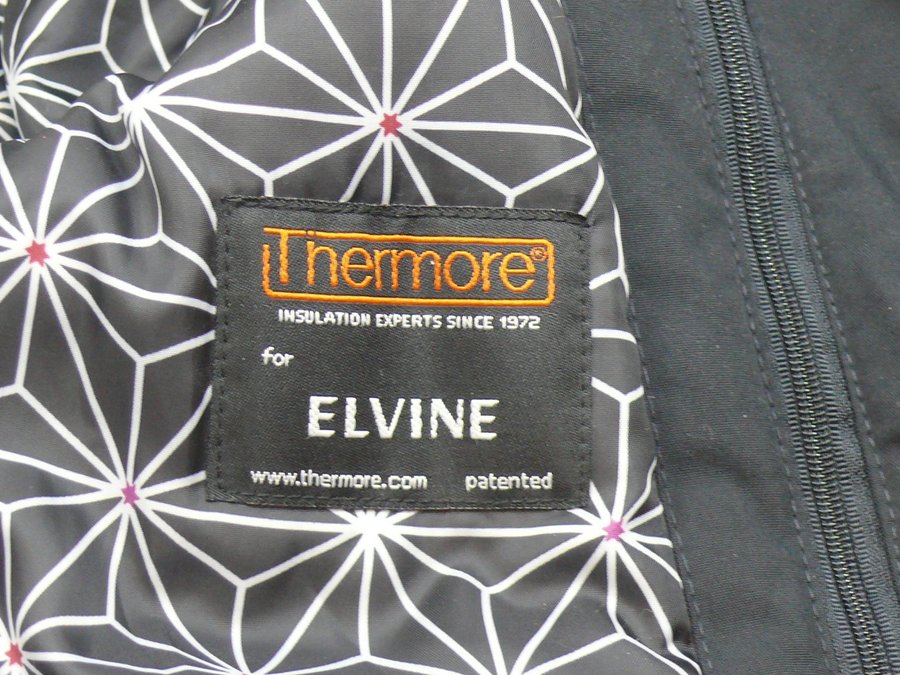 Thermore®
INSULATION EXPERTS SINCE 1972
for
ELVINE
www.thermore.com patented